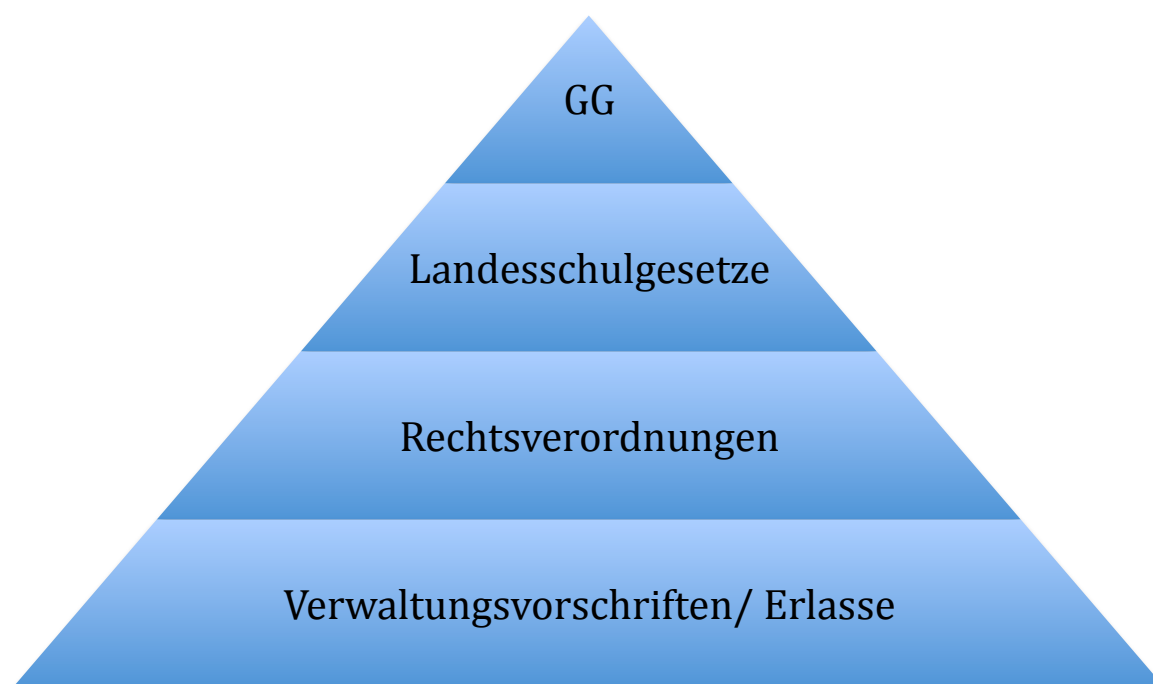 GG
Landesschulgesetze
Rechtsverordnungen
Verwaltungsvorschriften/ Erlasse